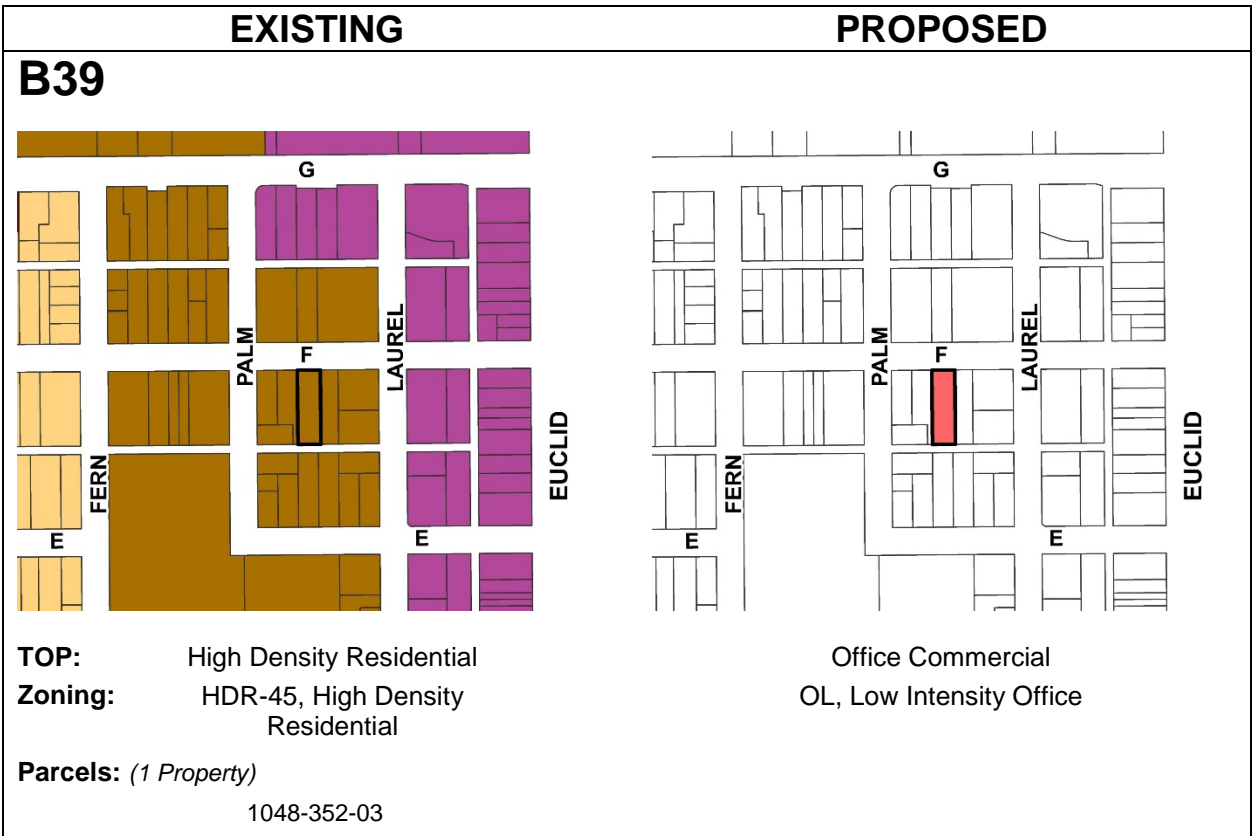 EXISTING
PROPOSED
B39
G
PALM
LAUREL
F
EUCLID
FERN
E
E
G
PALM
LAUREL
F
EUCLID
FERN
E
E
TOP: High Density Residential
Office Commercial
Zoning: HDR-45, High Density
Residential
OL, Low Intensity Office
Parcels: (1 Property)
1048-352-03